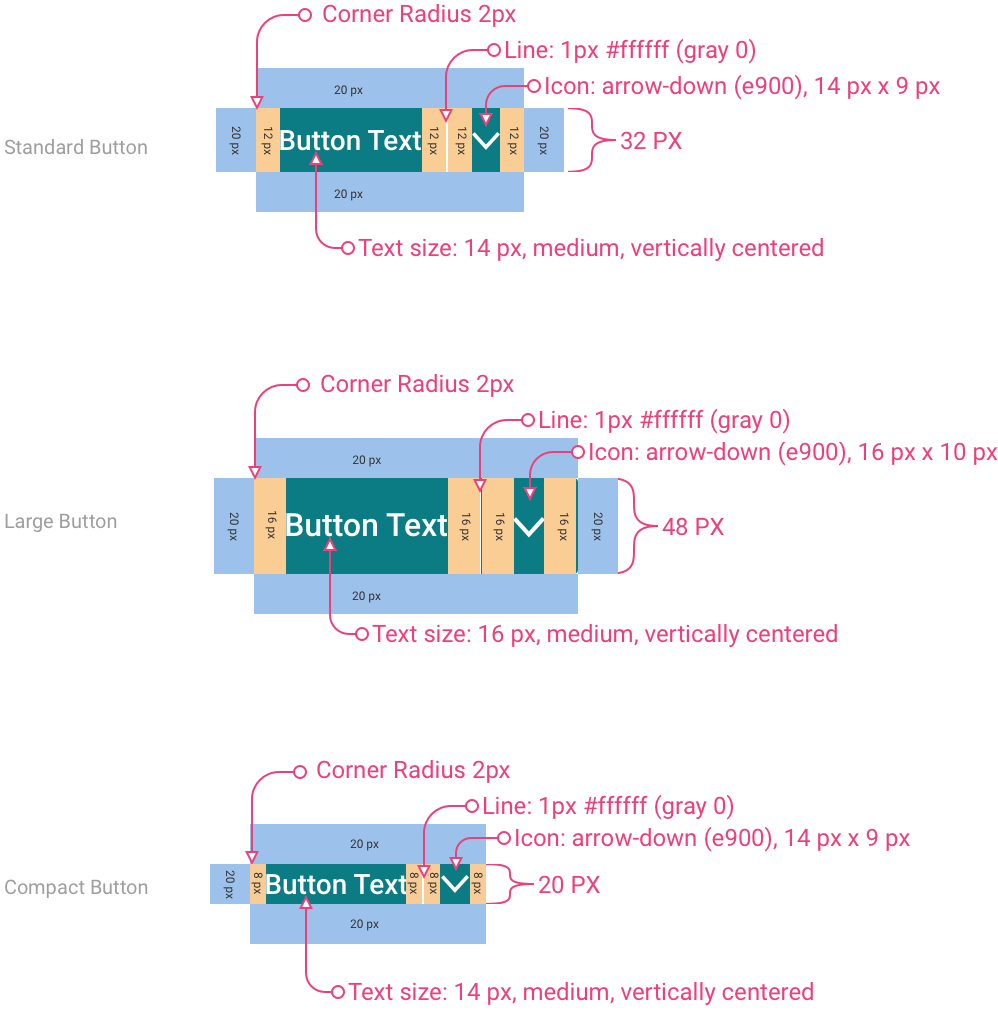 Corner Radius 2px
Line: 1px #ffffff (gray 0)
20 px
Icon: arrow-down (e900), 14 px x 9 px
Standard Button
20 px
12 px
Button Text
12 px
12 px
12 px
20 px
32 PX
20 px
Text size: 14 px, medium, vertically centered
Corner Radius 2px
Line: 1px #ffffff (gray 0)
20 px
Icon: arrow-down (e900), 16 px x 10 px
Large Button
20 px
16 px
Button Text
16 px
16 px
16 px
20 px
48 PX
20 px
Text size: 16 px, medium, vertically centered
Corner Radius 2px
Line: 1px #ffffff (gray 0)
20 px
Icon: arrow-down (e900), 14 px x 9 px
Compact Button
20 px
8 px
Button Text
8 px
8 px
8 px
20 PX
20 px
Text size: 14 px, medium, vertically centered